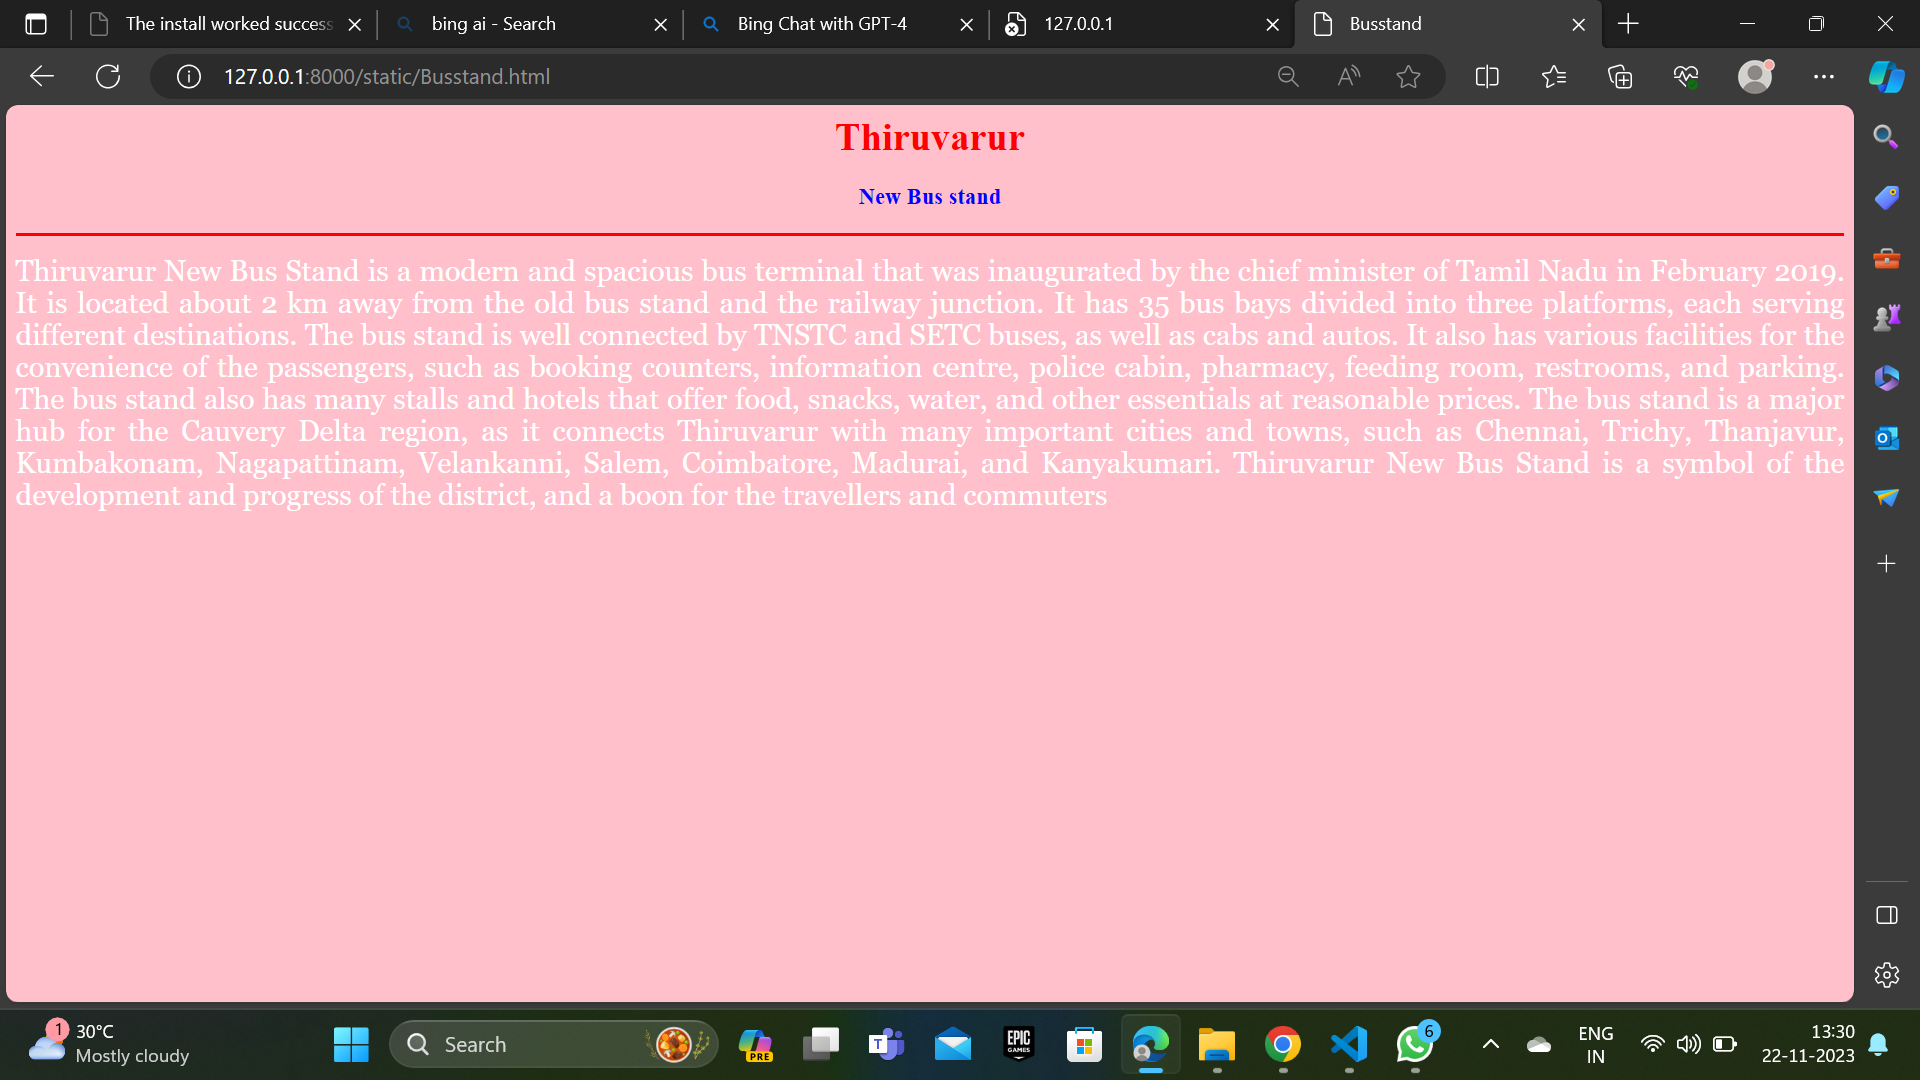 The install worked success
bing ai - Search
Bing Chat with GPT-4
127.0.0.1
Busstand
127.0.0.1:8000/static/Busstand.html
Thiruvarur
New Bus stand
Thiruvarur New Bus Stand is a modern and spacious bus terminal that was inaugurated by the chief minister of Tamil Nadu in February 2019.
It is located about 2 km away from the old bus stand and the railway junction. It has 35 bus bays divided into three platforms, each serving
different destinations. The bus stand is well connected by TNSTC and SETC buses, as well as cabs and autos. It also has various facilities for the
convenience of the passengers, such as booking counters, information centre, police cabin, pharmacy, feeding room, restrooms, and parking.
The bus stand also has many stalls and hotels that offer food, snacks, water, and other essentials at reasonable prices. The bus stand is a major
hub for the Cauvery Delta region, as it connects Thiruvarur with many important cities and towns, such as Chennai, Trichy, Thanjavur,
Kumbakonam, Nagapattinam, Velankanni, Salem, Coimbatore, Madurai, and Kanyakumari. Thiruvarur New Bus Stand is a symbol of the
development and progress of the district, and a boon for the travellers and commuters
1
30°C
Mostly cloudy
Search
PRE
T
EPIC
GAMES
6
ENG
IN
13:30
22-11-2023